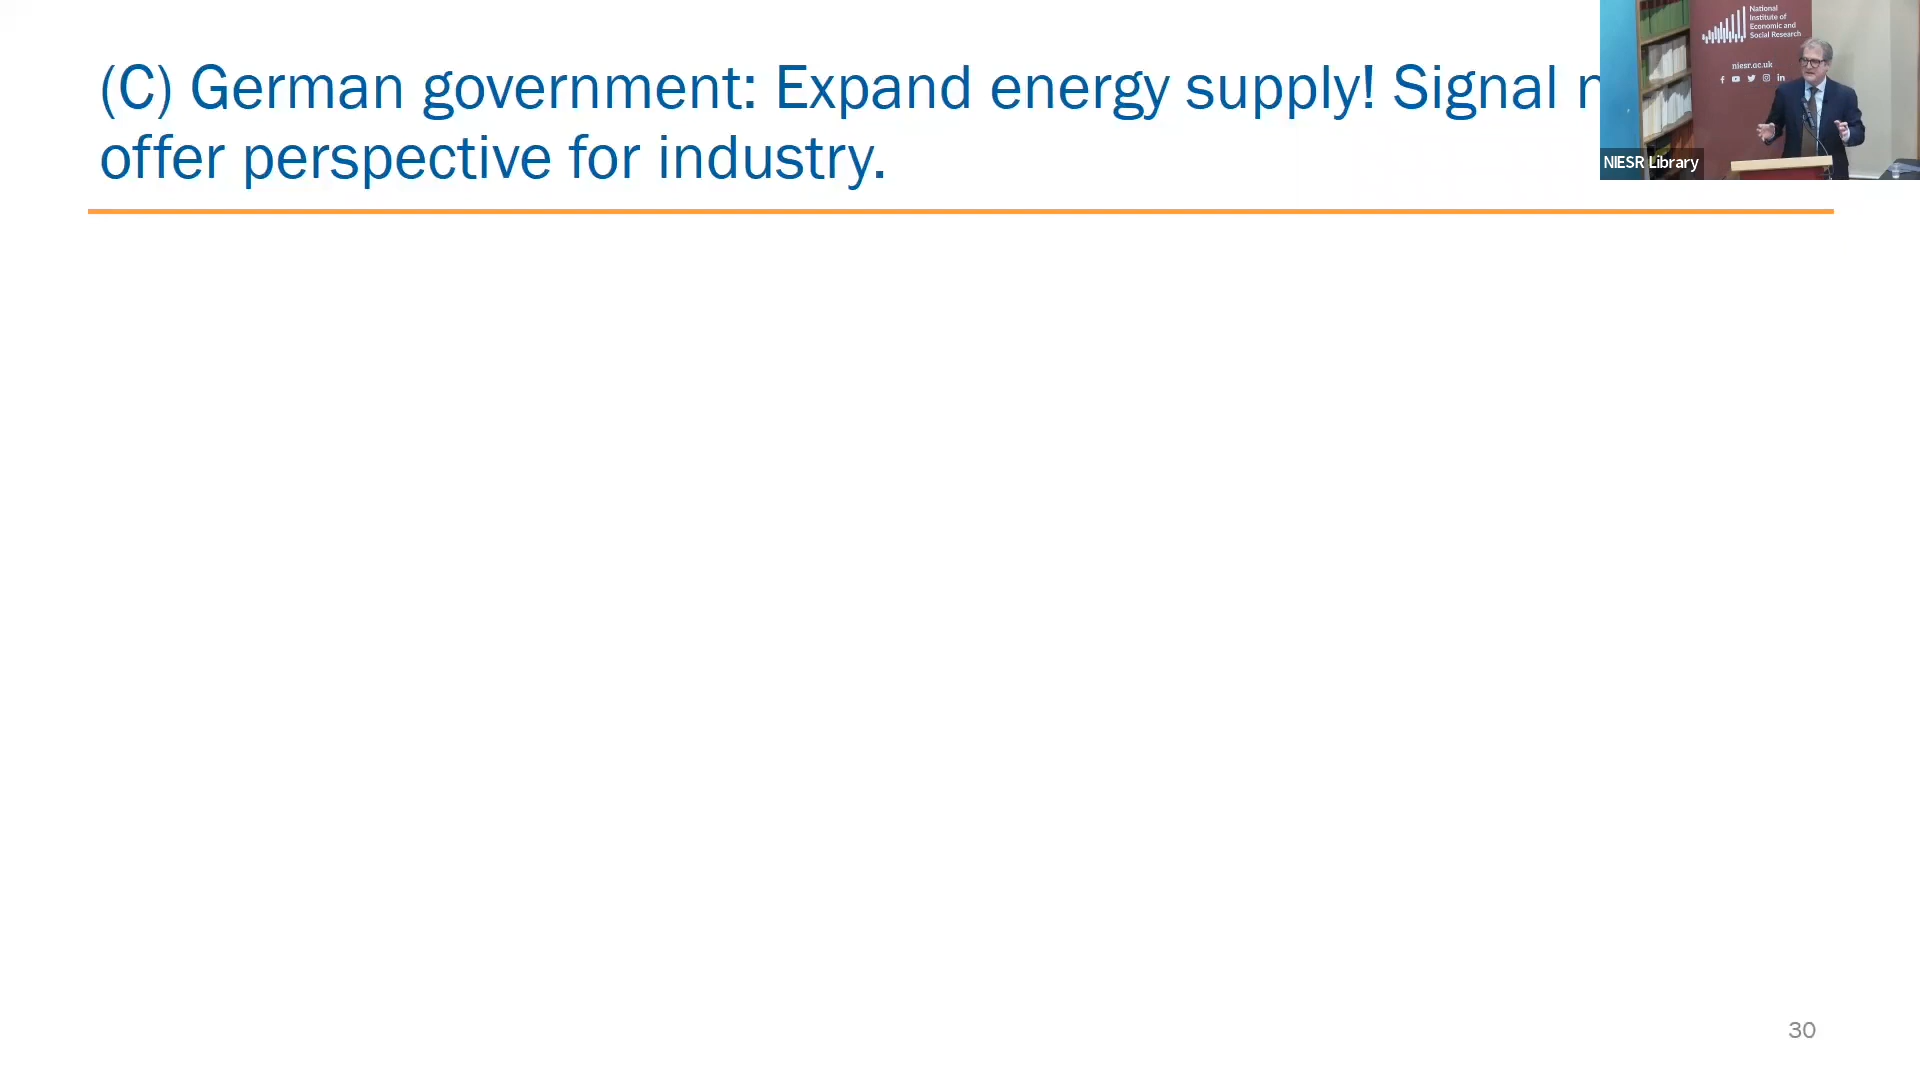 (C) German government: Expand energy supply! Signal
offer perspective for industry.
National
Institute of
Economic and
Social Research
niesr.ac.uk
NIESR Library
30